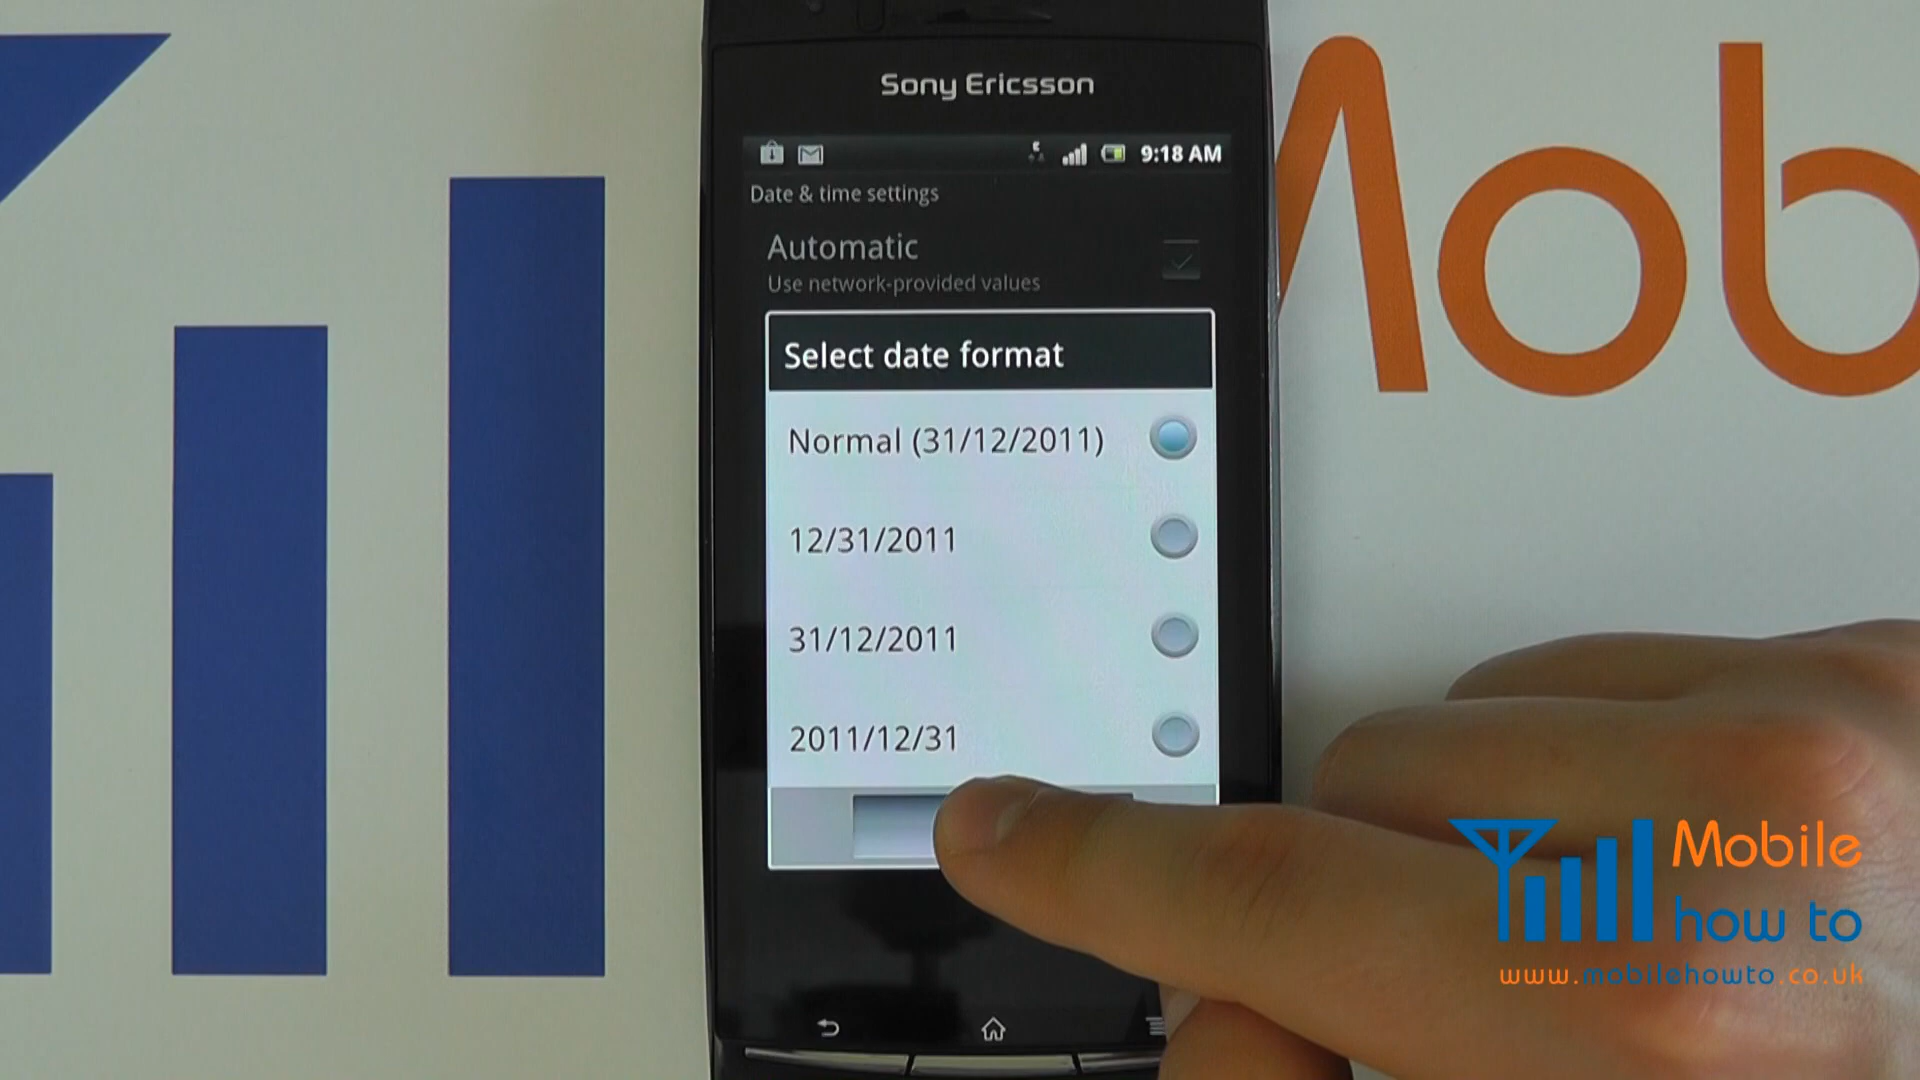 Sony Ericsson
9:18 AM
Date & time settings
Automatic
Use network-provided values
Select date format
Normal (31/12/2011)
12/31/2011
31/12/2011
2011/12/31
Mob
Mobile
how to
www.mobilehowto.co.uk